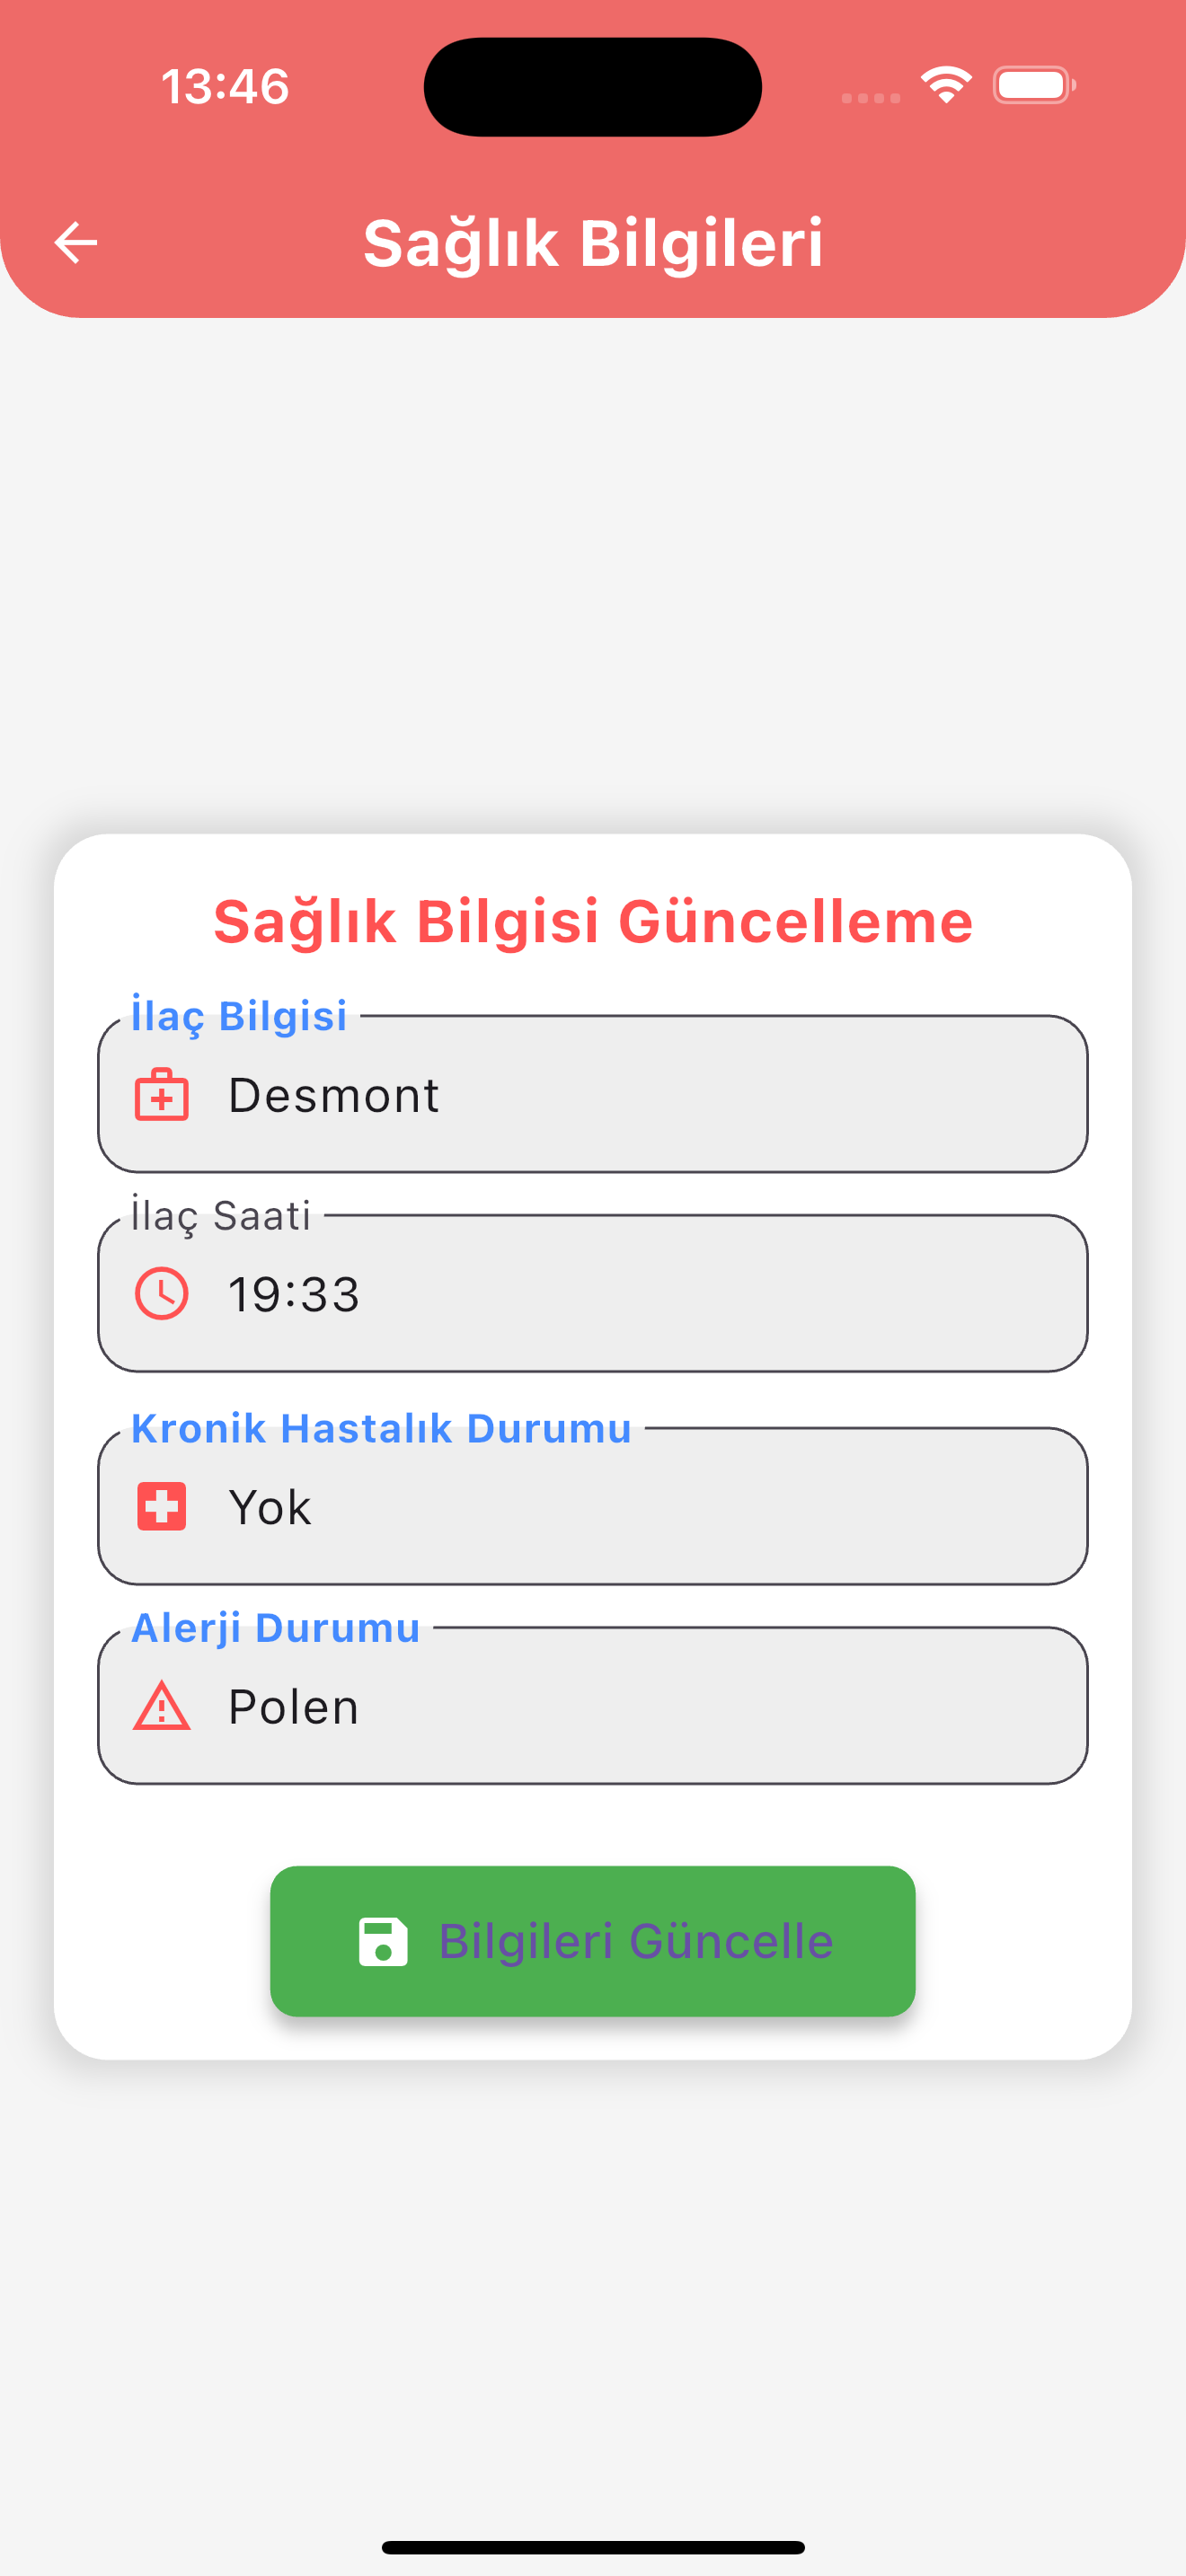 13:46
Sağlık Bilgileri
Sağlık Bilgisi Güncelleme
İlaç Bilgisi
Desmont
İlaç Saati
19:33
Kronik Hastalık Durumu
Yok
Alerji Durumu
Polen
Bilgileri Güncelle